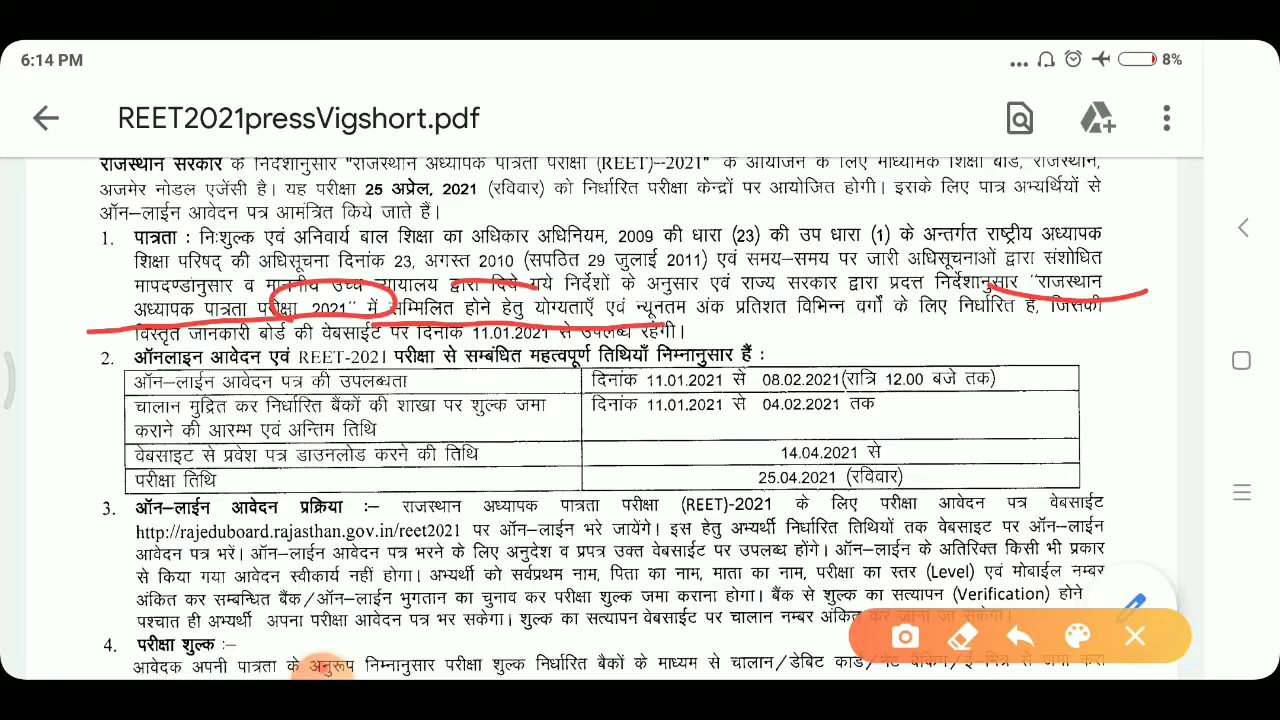 6:14 PM
8%
REET2021pressVigshort.pdf
राजस्थान सरकार के निर्देशानुसार "राजस्थान अध्यापक पात्रता परीक्षा (REET)–2021" के आयोजन के लिए माध्यमिक शिक्षा बोर्ड, राजस्थान,
अजमेर नोडल एजेंसी है। यह परीक्षा 25 अप्रेल, 2021 (रविवार) को निर्धारित परीक्षा केन्द्रों पर आयोजित होगी। इसके लिए पात्र अभ्यर्थियों से
ऑन–लाईन आवेदन पत्र आमंत्रित किये जाते हैं।
1. पात्रता : निःशुल्क एवं अनिवार्य बाल शिक्षा का अधिकार अधिनियम, 2009 की धारा (23) की उप धारा (1) के अन्तर्गत राष्ट्रीय अध्यापक
शिक्षा परिषद् की अधिसूचना दिनांक 23, अगस्त 2010 (सपठित 29 जुलाई 2011) एवं समय–समय पर जारी अधिसूचनाओं द्वारा संशोधित
मापदण्डांनुसार व माननीय उच्च न्यायालय द्वारा दिये गये निर्देशों के अनुसार एवं राज्य सरकार द्वारा प्रदत्त निर्देशानुसार "राजस्थान
अध्यापक पात्रता परीक्षा 2021" में सम्मिलित होने हेतु योग्यताएँ एवं न्यूनतम अंक प्रतिशत विभिन्न वर्गों के लिए निर्धारित है, जिसकी
विस्तृत जानकारी बोर्ड की वेबसाईट पर दिनांक 11.01.2021 से उपलब्ध रहेगी।
2. ऑनलाइन आवेदन एवं REET-2021 परीक्षा से सम्बंधित महत्वपूर्ण तिथियाँ निम्नानुसार हैं :
ऑन–लाईन आवेदन पत्र की उपलब्धता दिनांक 11.01.2021 से 08.02.2021(रात्रि 12.00 बजे तक)
चालान मुद्रित कर निर्धारित बैंकों की शाखा पर शुल्क जमा दिनांक 11.01.2021 से 04.02.2021 तक
कराने की आरम्भ एवं अन्तिम तिथि
वेबसाइट से प्रवेश पत्र डाउनलोड करने की तिथि 14.04.2021 से
परीक्षा तिथि 25.04.2021 (रविवार)
3. ऑन–लाईन आवेदन प्रक्रिया :– राजस्थान अध्यापक पात्रता परीक्षा (REET)-2021 के लिए परीक्षा आवेदन पत्र वेबसाईट
http://rajeduboard.rajasthan.gov.in/reet2021 पर ऑन–लाईन भरे जायेंगे। इस हेतु अभ्यर्थी निर्धारित तिथियों तक वेबसाइट पर ऑन–लाईन
आवेदन पत्र भरें। ऑन–लाईन आवेदन पत्र भरने के लिए अनुदेश व प्रपत्र उक्त वेबसाईट पर उपलब्ध होंगे। ऑन–लाईन के अतिरिक्त किसी भी प्रकार
से किया गया आवेदन स्वीकार्य नहीं होगा। अभ्यर्थी को सर्वप्रथम नाम, पिता का नाम, माता का नाम, परीक्षा का स्तर (Level) एवं मोबाईल नम्बर
अंकित कर सम्बन्धित बैंक/ऑन–लाईन भुगतान का चुनाव कर परीक्षा शुल्क जमा कराना होगा। बैंक से शुल्क का सत्यापन (Verification) होने
पश्चात ही अभ्यर्थी अपना परीक्षा आवेदन पत्र भर सकेगा। शुल्क का सत्यापन वेबसाईट पर चालान नम्बर अंकित कर जाना जा सकेगा।
4. परीक्षा शुल्क :–
आवेदक अपनी पात्रता के अनुरूप निम्नानुसार परीक्षा शुल्क निर्धारित बैकों के माध्यम से चालान/डेबिट कार्ड/नेट बैंकिंग/ई मित्र से जमा करा